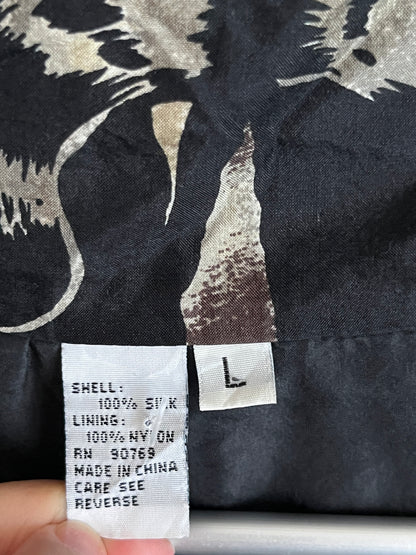 SHELL:
100% SILK
LINING:
100% NYLON
RN 90769
MADE IN CHINA
CARE SEE
REVERSE
L